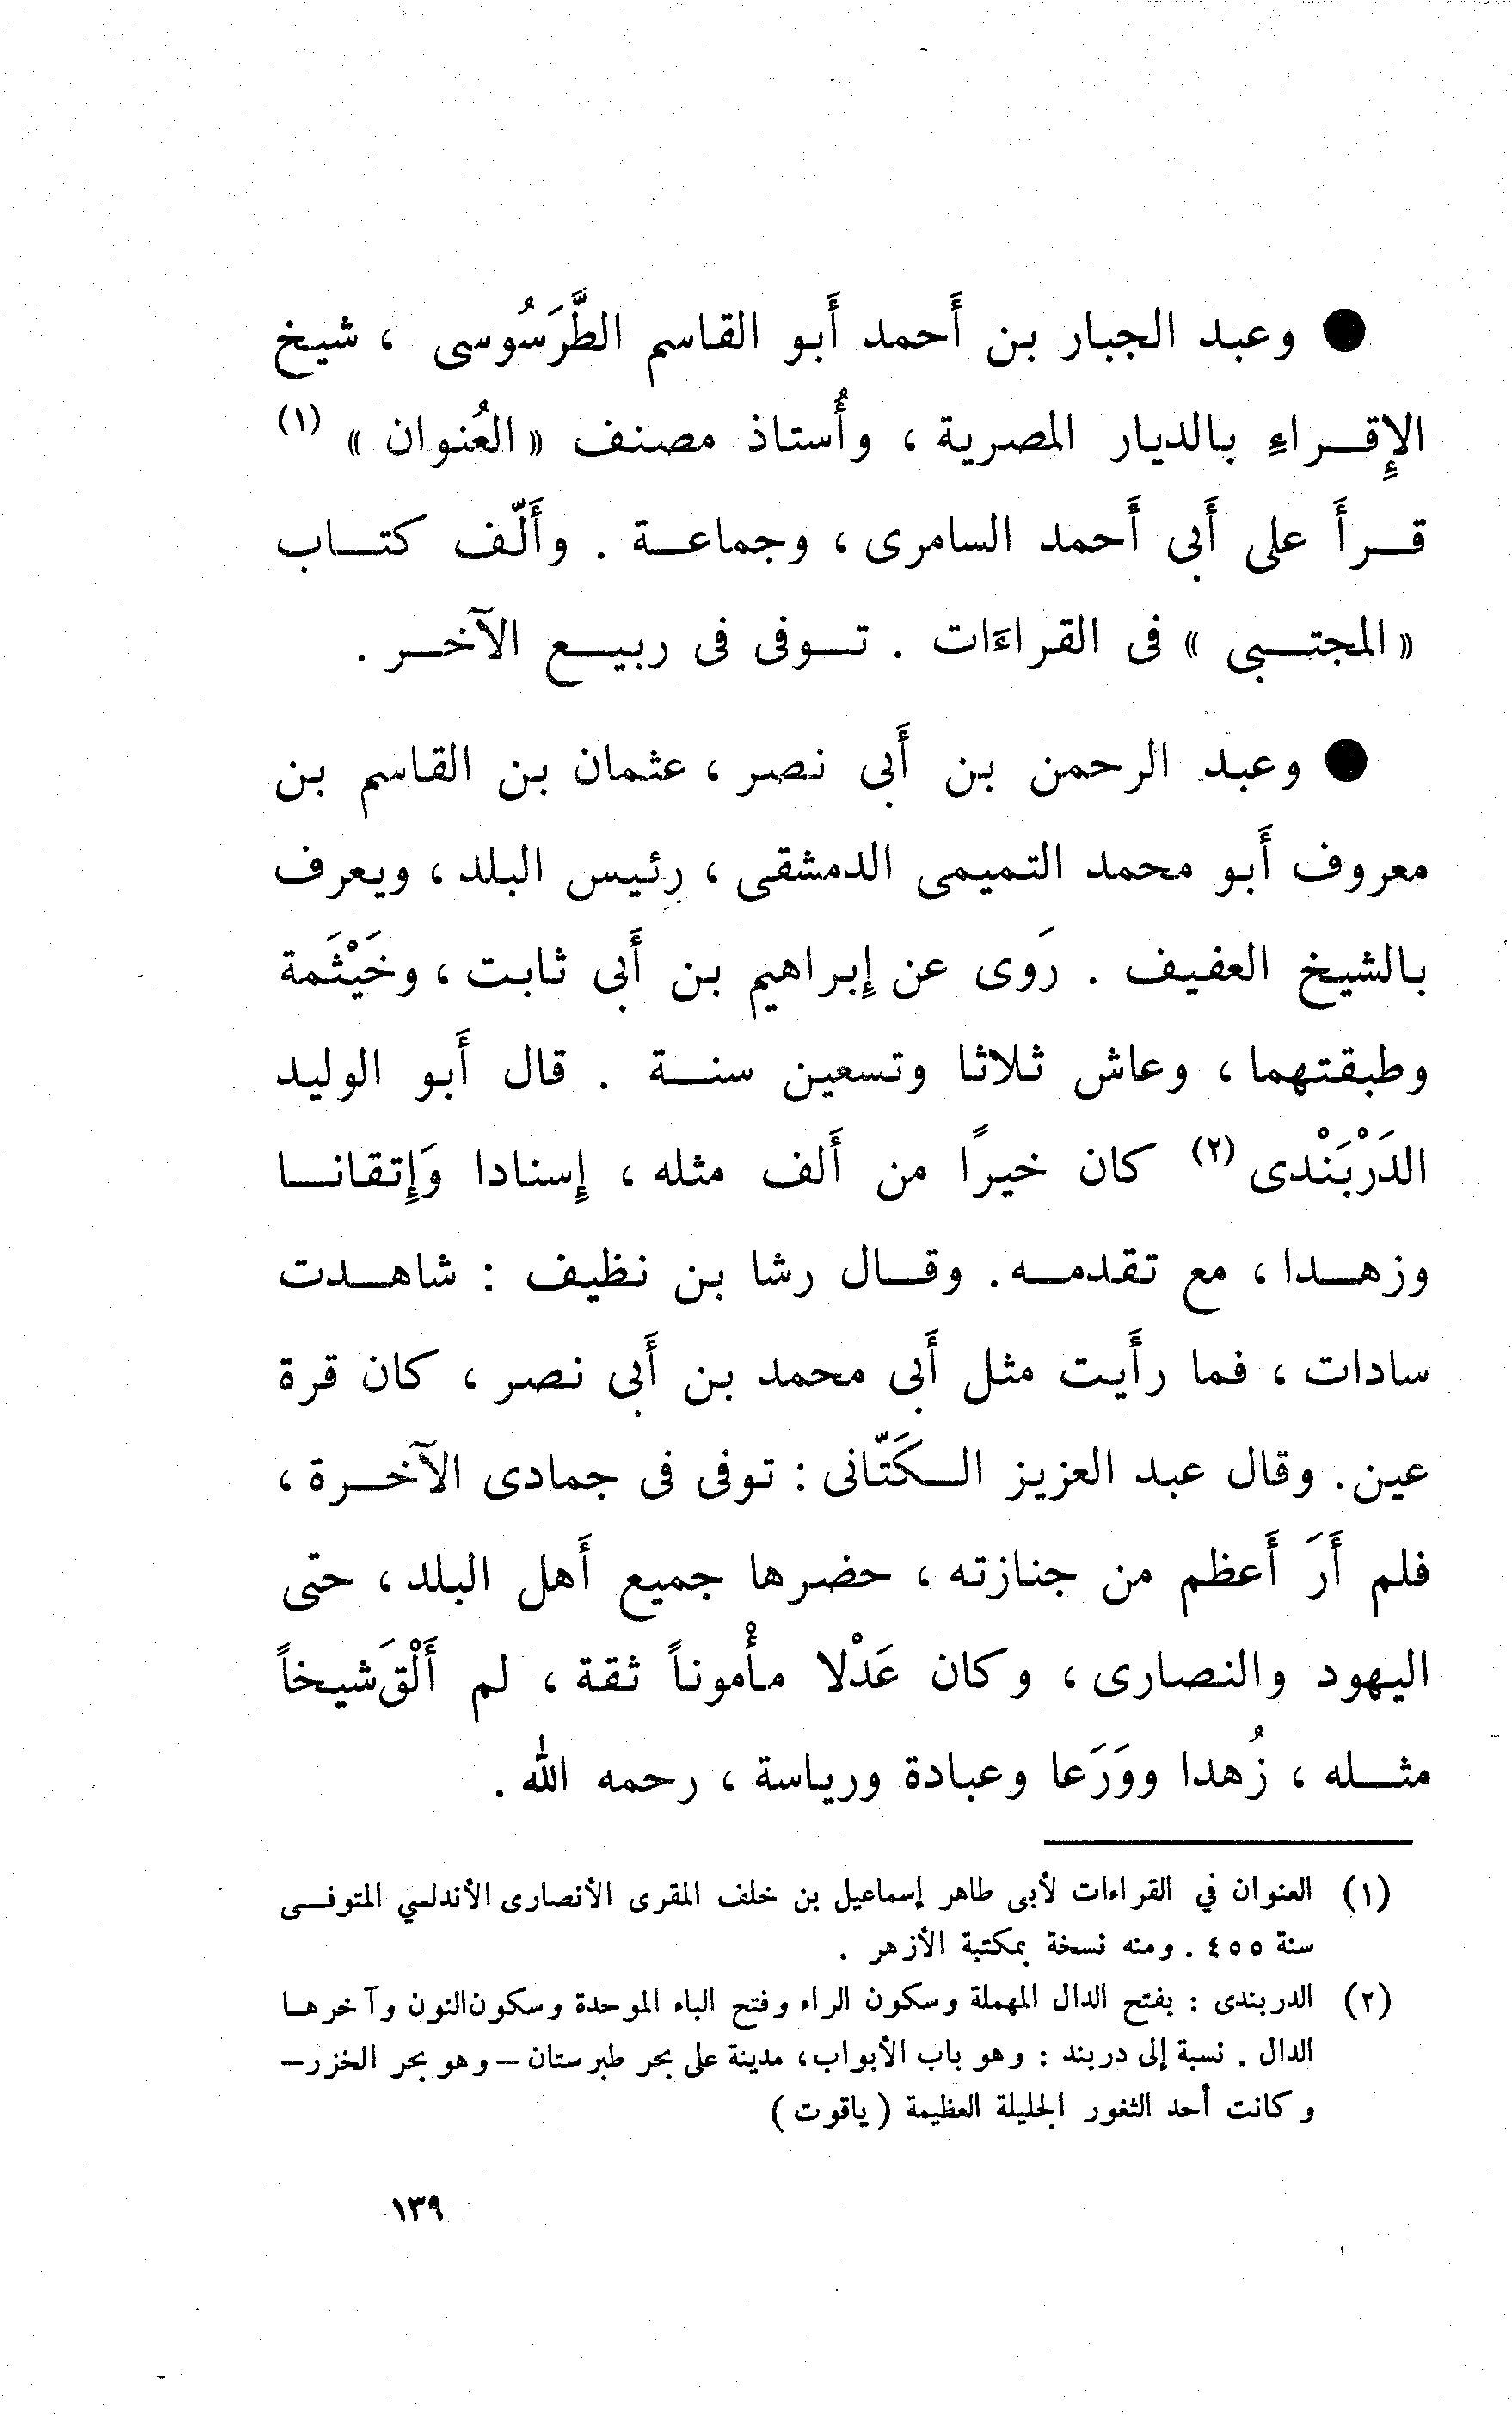 ● وعبد الجبار بن أَحمد أَبو القاسم الطَّرَسُوسى ، شيخ
الإِقراءِ بالديار المصرية ، وأُستاذ مصنف « العُنوان » (١)
قرأَ على أَبى أَحمد السامرى ، وجماعة . وأَلّف كتاب
« المجتبى » فى القراءَات . توفى فى ربيع الآخر .
● وعبد الرحمن بن أَبى نصر ، عثمان بن القاسم بن
معروف أَبو محمد التميمى الدمشقى ، رئيس البلد ، ويعرف
بالشيخ العفيف . رَوى عن إِبراهيم بن أَبى ثابت ، وخَيْثَمة
وطبقتهما ، وعاش ثلاثا وتسعين سنة . قال أَبو الوليد
الدَرْبَنْدى (٢) كان خيرًا من أَلف مثله ، إِسنادا وَإِتقانا
وزهدا ، مع تقدمه . وقال رشا بن نظيف : شاهدت
سادات ، فما رأَيت مثل أَبى محمد بن أَبى نصر ، كان قرة
عين . وقال عبد العزيز الكَتّانى : توفى فى جمادى الآخرة ،
فلم أَرَ أَعظم من جنازته ، حضرها جميع أَهل البلد ، حتى
اليهود والنصارى ، وكان عَدْلا مأْموناً ثقة ، لم أَلْقَ شيخاً
مثله ، زُهدا ووَرَعا وعبادة ورياسة ، رحمه الله .
(١) العنوان في القراءات لأبى طاهر إسماعيل بن خلف المقرى الأنصارى الأندلسي المتوفى
سنة ٤٥٥ . ومنه نسخة بمكتبة الأزهر .
(٢) الدربندى : بفتح الدال المهملة وسكون الراء وفتح الباء الموحدة وسكون النون وآخرها
الدال . نسبة إلى دربند : وهو باب الأبواب ، مدينة على بحر طبرستان – وهو بحر الخزر –
وكانت أحد الثغور الجليلة العظيمة ( ياقوت )
١٣٩